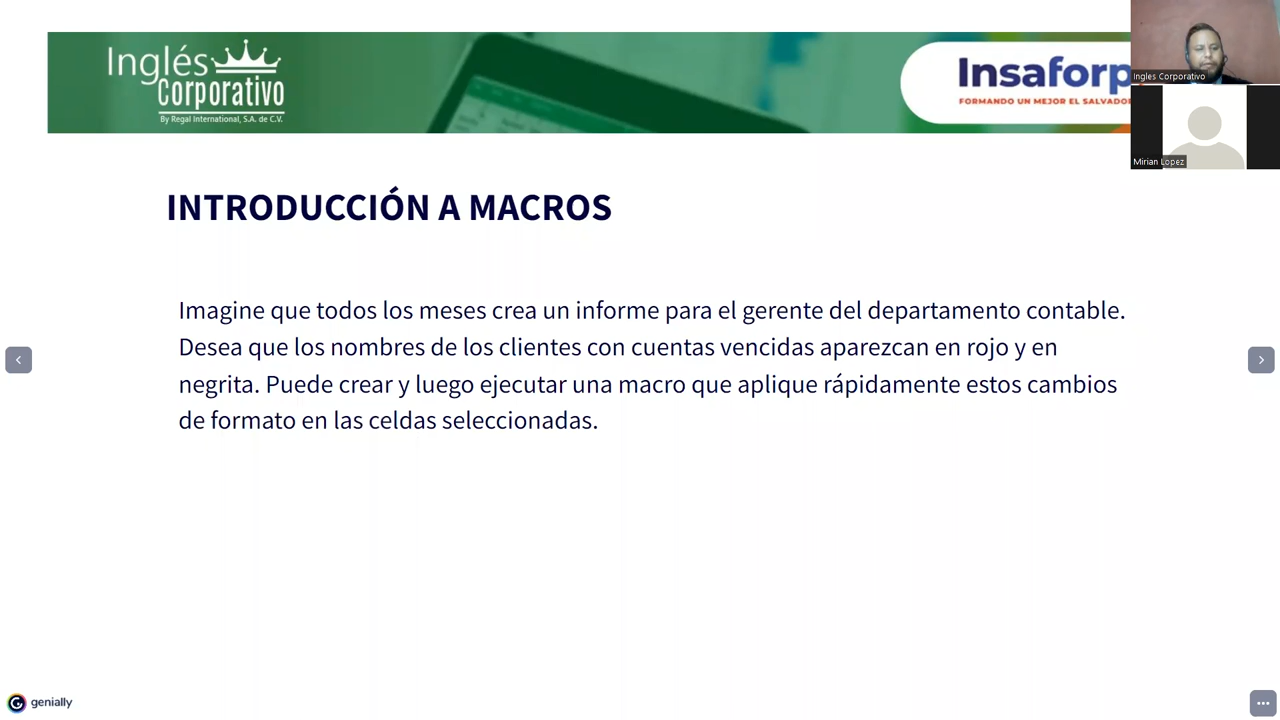 Inglés
Corporativo
By Regal International, S.A. de C.V.
Insaforp
FORMANDO UN MEJOR EL SALVADOR
Ingles Corporativo
Mirian Lopez
INTRODUCCIÓN A MACROS
Imagine que todos los meses crea un informe para el gerente del departamento contable.
Desea que los nombres de los clientes con cuentas vencidas aparezcan en rojo y en
negrita. Puede crear y luego ejecutar una macro que aplique rápidamente estos cambios
de formato en las celdas seleccionadas.
genially